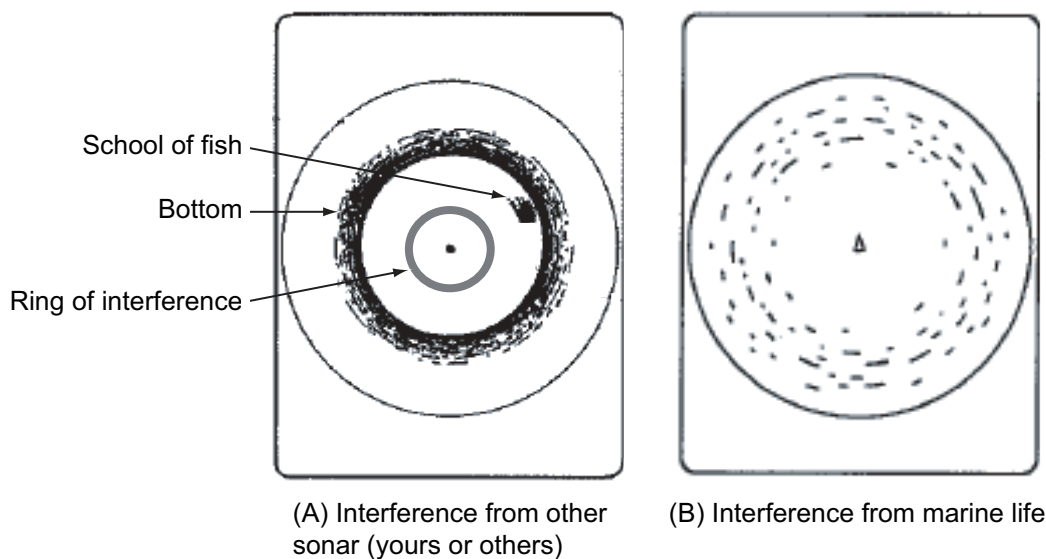 School of fish
Bottom
Ring of interference
(A) Interference from other
sonar (yours or others)
(B) Interference from marine life